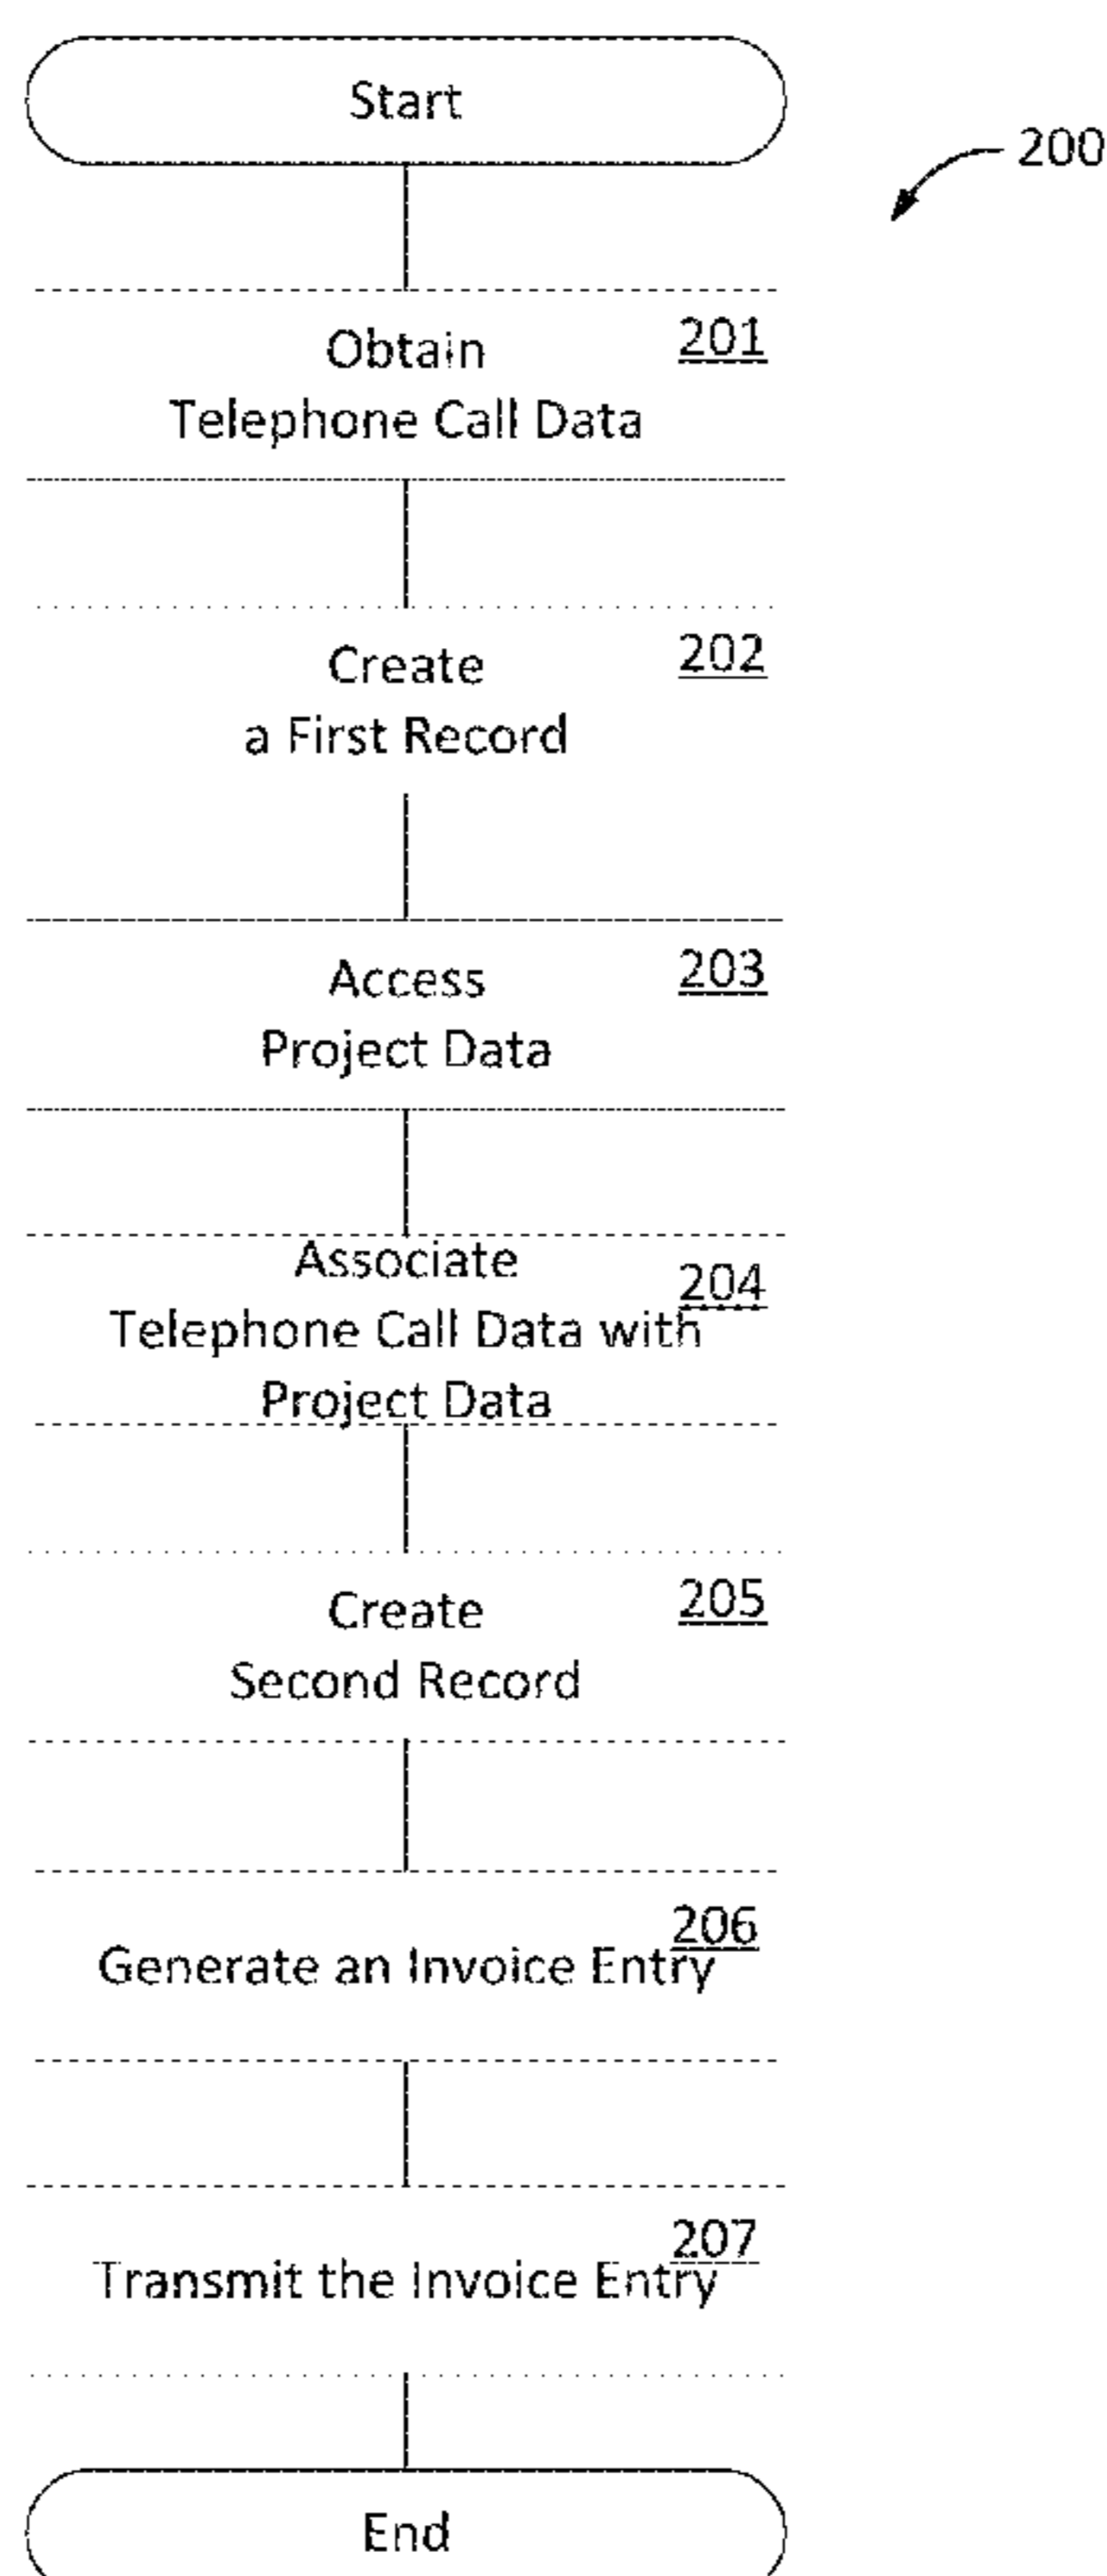 Start
200
201
Obtain
Telephone Call Data
202
Create
a First Record
203
Access
Project Data
Associate
204
Telephone Call Data with
Project Data
205
Create
Second Record
206
Generate an Invoice Entry
207
Transmit the Invoice Entry
End